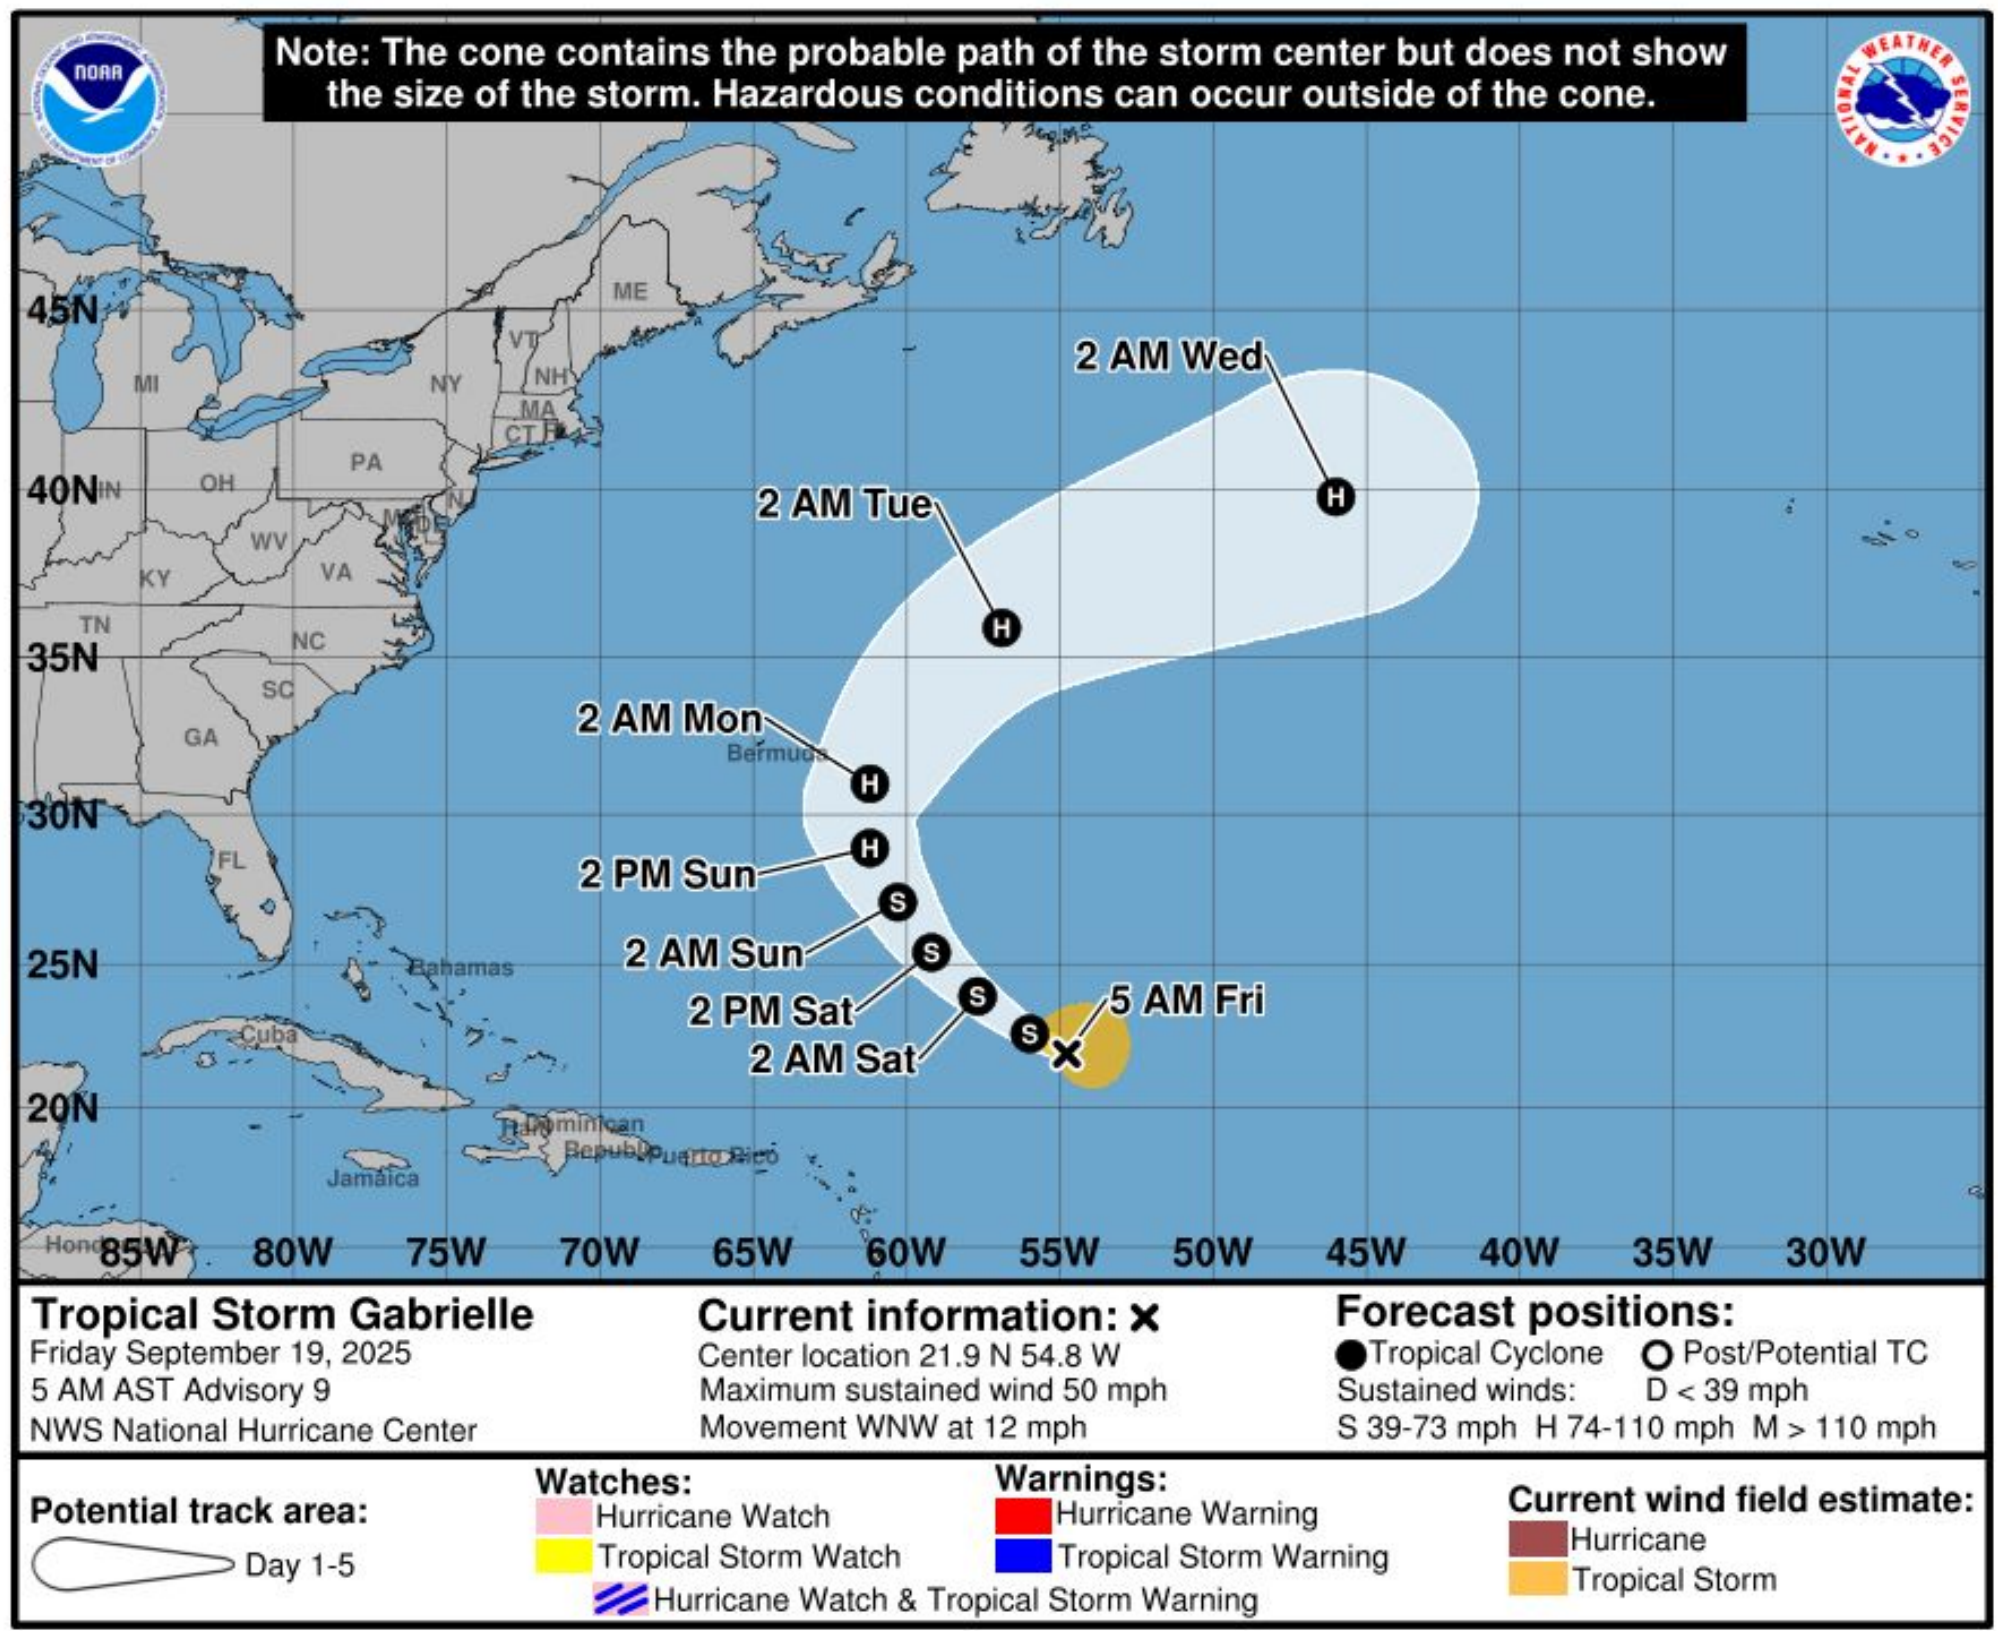 Note: The cone contains the probable path of the storm center but does not show
the size of the storm. Hazardous conditions can occur outside of the cone.
NOAA
NATIONAL WEATHER SERVICE
ME
45N
VT
2 AM Wed
NH
MI
NY
MA
CT
PA
OH
40N
IN
2 AM Tue
DE
WV
VA
KY
TN
NC
35N
SC
2 AM Mon
GA
Bermuda
H
H
H
H
30N
FL
2 PM Sun
S
2 AM Sun
S
25N
Bahamas
S
5 AM Fri
2 PM Sat
S
Cuba
2 AM Sat
20N
Dominican
Republic
Puerto Rico
Jamaica
85W 80W 75W 70W 65W 60W 55W 50W 45W 40W 35W 30W
Tropical Storm Gabrielle
Friday September 19, 2025
5 AM AST Advisory 9
NWS National Hurricane Center
Current information: x
Center location 21.9 N 54.8 W
Maximum sustained wind 50 mph
Movement WNW at 12 mph
Forecast positions:
Tropical Cyclone Post/Potential TC
Sustained winds: D < 39 mph
S 39-73 mph H 74-110 mph M > 110 mph
Potential track area:
Day 1-5
Watches:
Hurricane Watch
Tropical Storm Watch
Warnings:
Hurricane Warning
Tropical Storm Warning
Hurricane Watch & Tropical Storm Warning
Current wind field estimate:
Hurricane
Tropical Storm